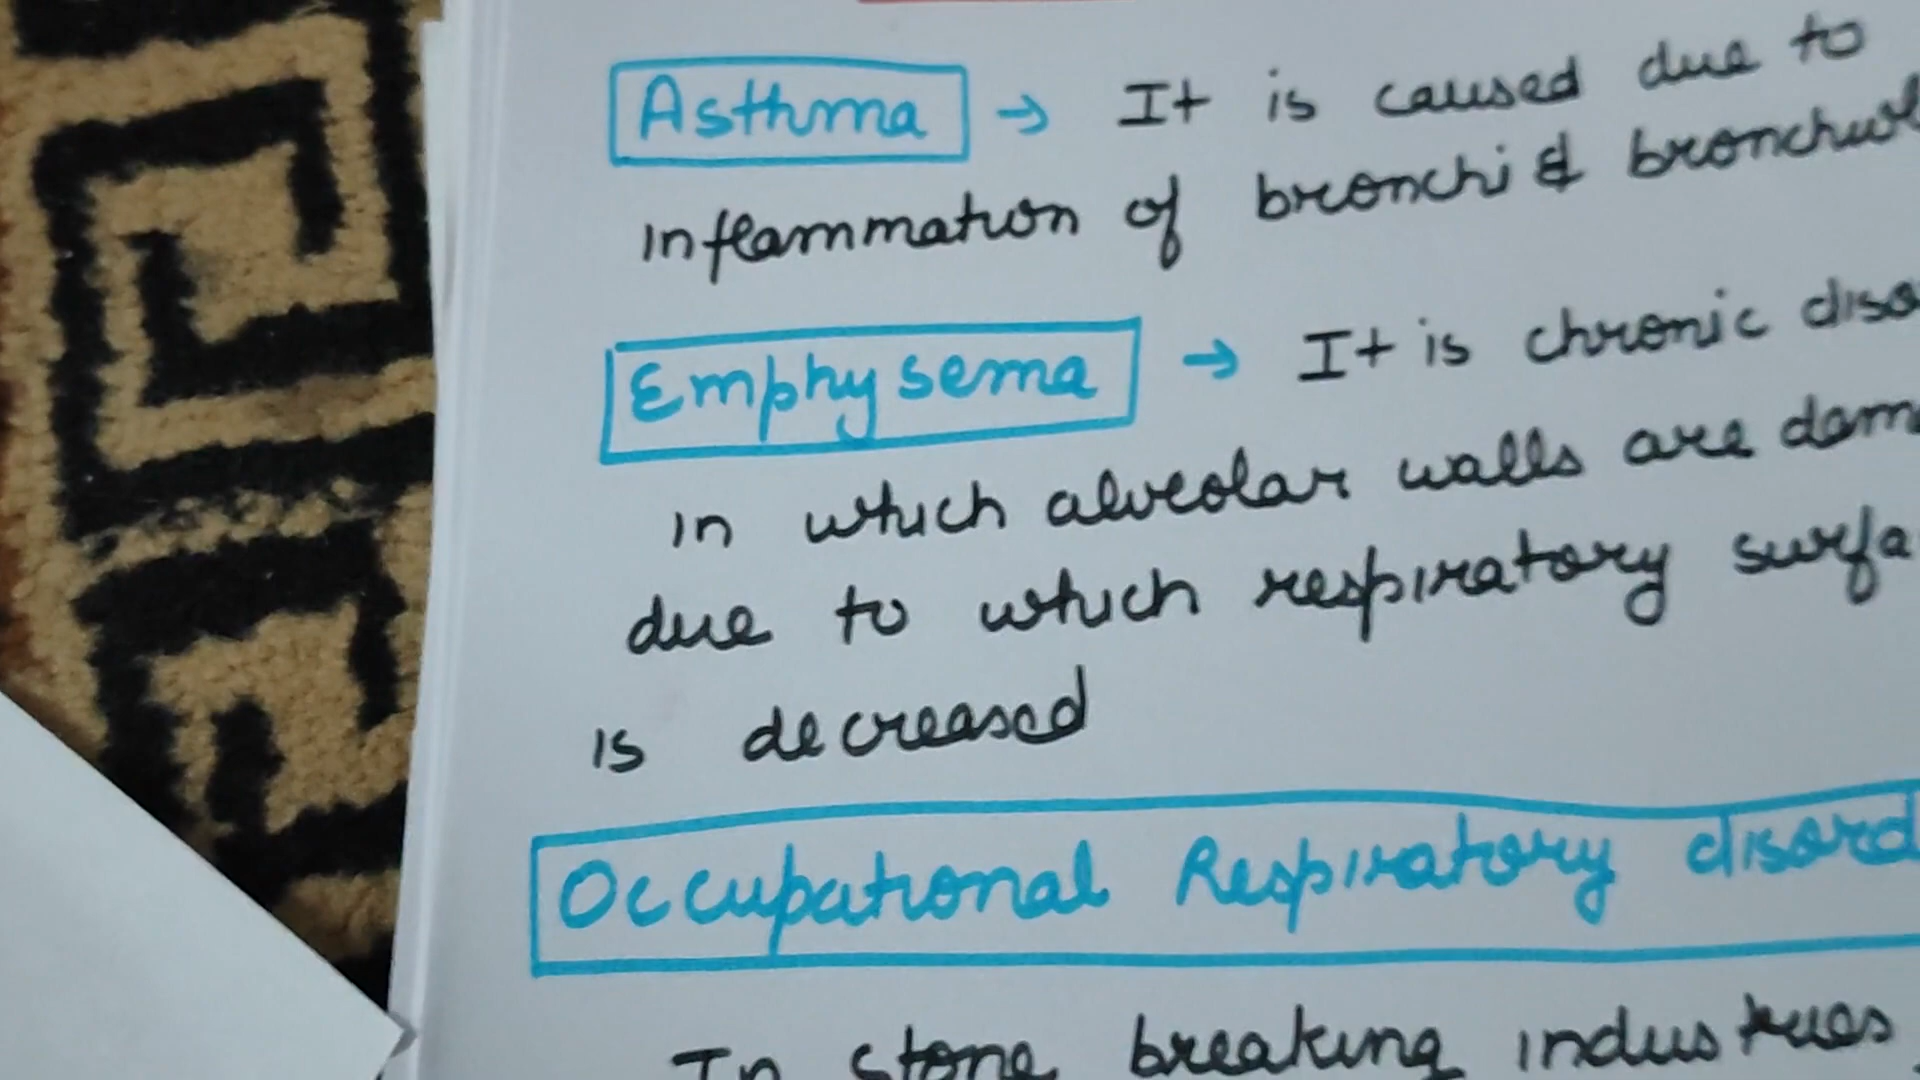 Asthma → It is caused due to
inflammation of bronchi &
Emphysema → It is chronic
in which alveolar walls are
due to which respiratory
is decreased
Occupational Respiratory
In stone breaking industries